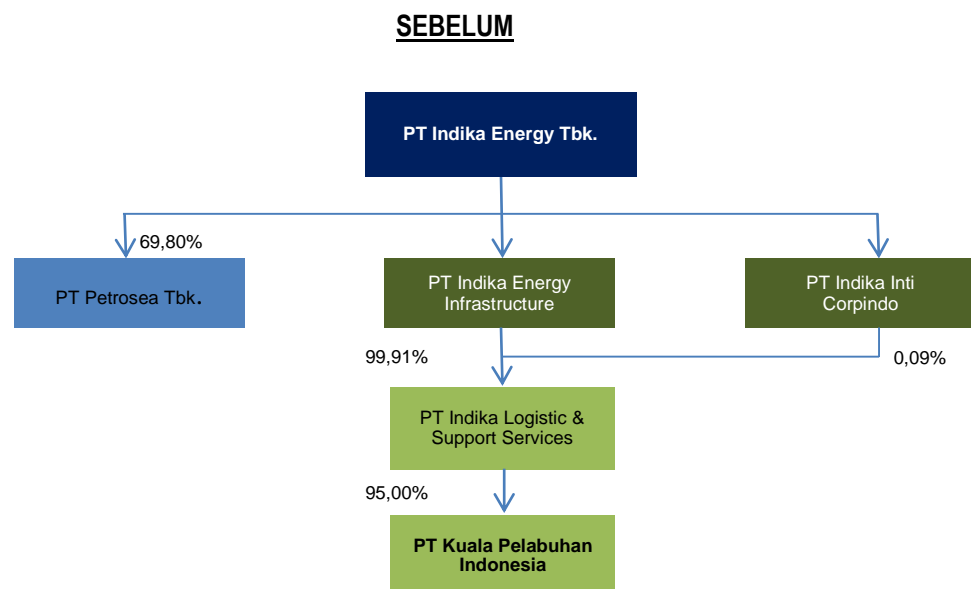 SEBELUM
PT Indika Energy Tbk.
69,80%
PT Petrosea Tbk.
PT Indika Energy
Infrastructure
PT Indika Inti
Corpindo
99,91%
0,09%
PT Indika Logistic &
Support Services
95,00%
PT Kuala Pelabuhan
Indonesia